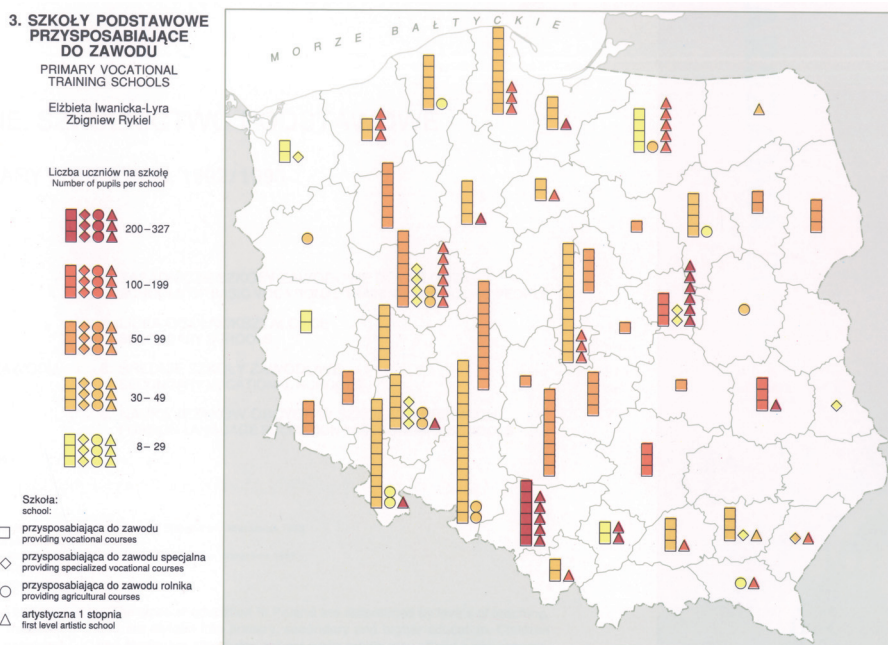 3. SZKOŁY PODSTAWOWE
PRZYSPOSABIAJĄCE
DO ZAWODU
PRIMARY VOCATIONAL
TRAINING SCHOOLS
Elżbieta Iwanicka-Lyra
Zbigniew Rykiel
Liczba uczniów na szkołę
Number of pupils per school
200–327
100–199
50–99
30–49
8–29
Szkoła:
school:
przysposabiająca do zawodu
providing vocational courses
przysposabiająca do zawodu specjalna
providing specialized vocational courses
przysposabiająca do zawodu rolnika
providing agricultural courses
artystyczna 1 stopnia
first level artistic school
MORZE BAŁTYCKIE